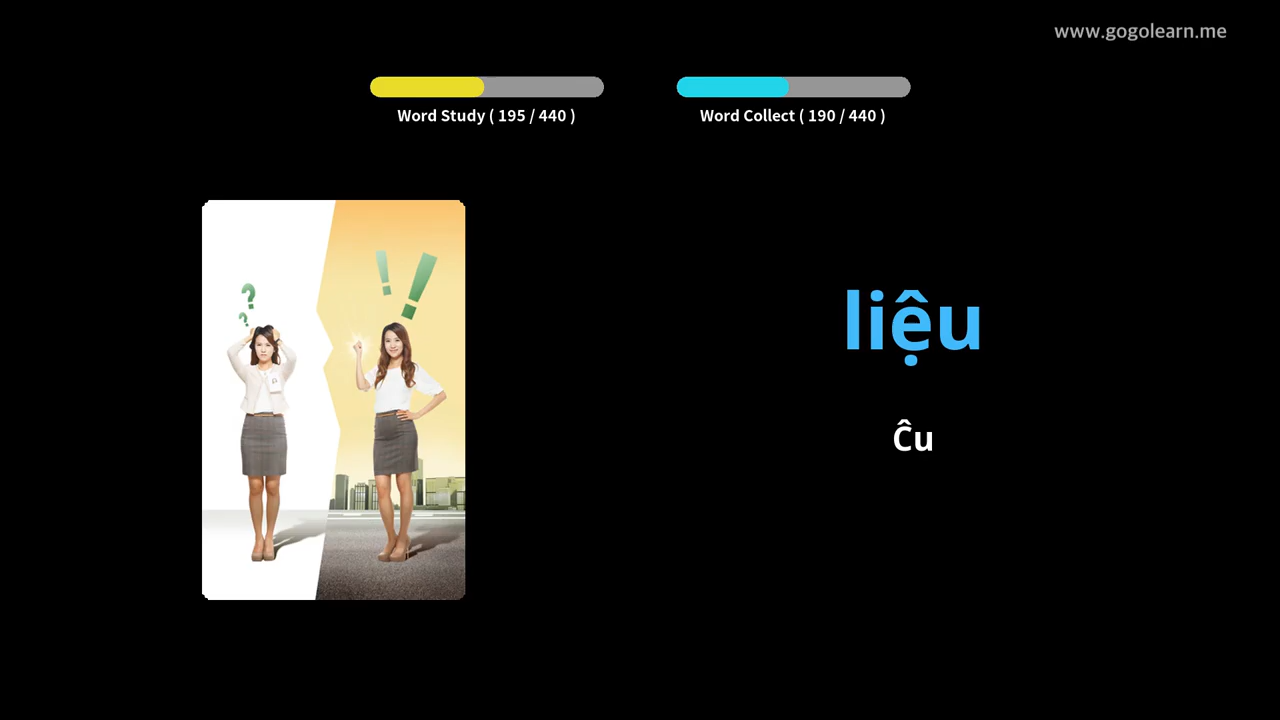 www.gogolearn.me
Word Study ( 195 / 440 )
Word Collect ( 190 / 440 )
? ?
! !
liệu
Ĉu